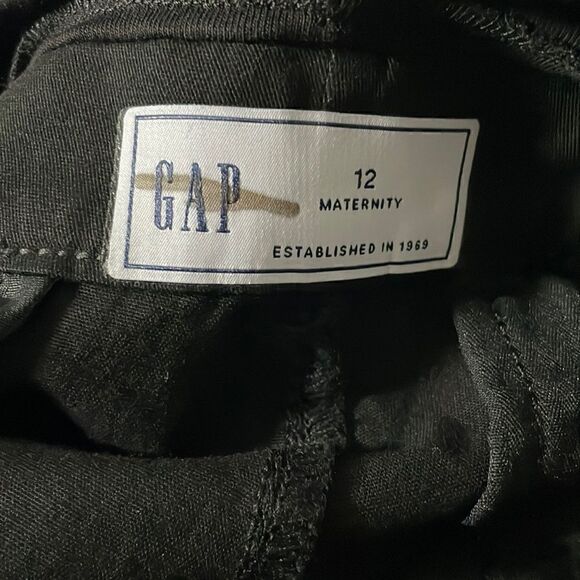 GAP
12
MATERNITY
ESTABLISHED IN 1969